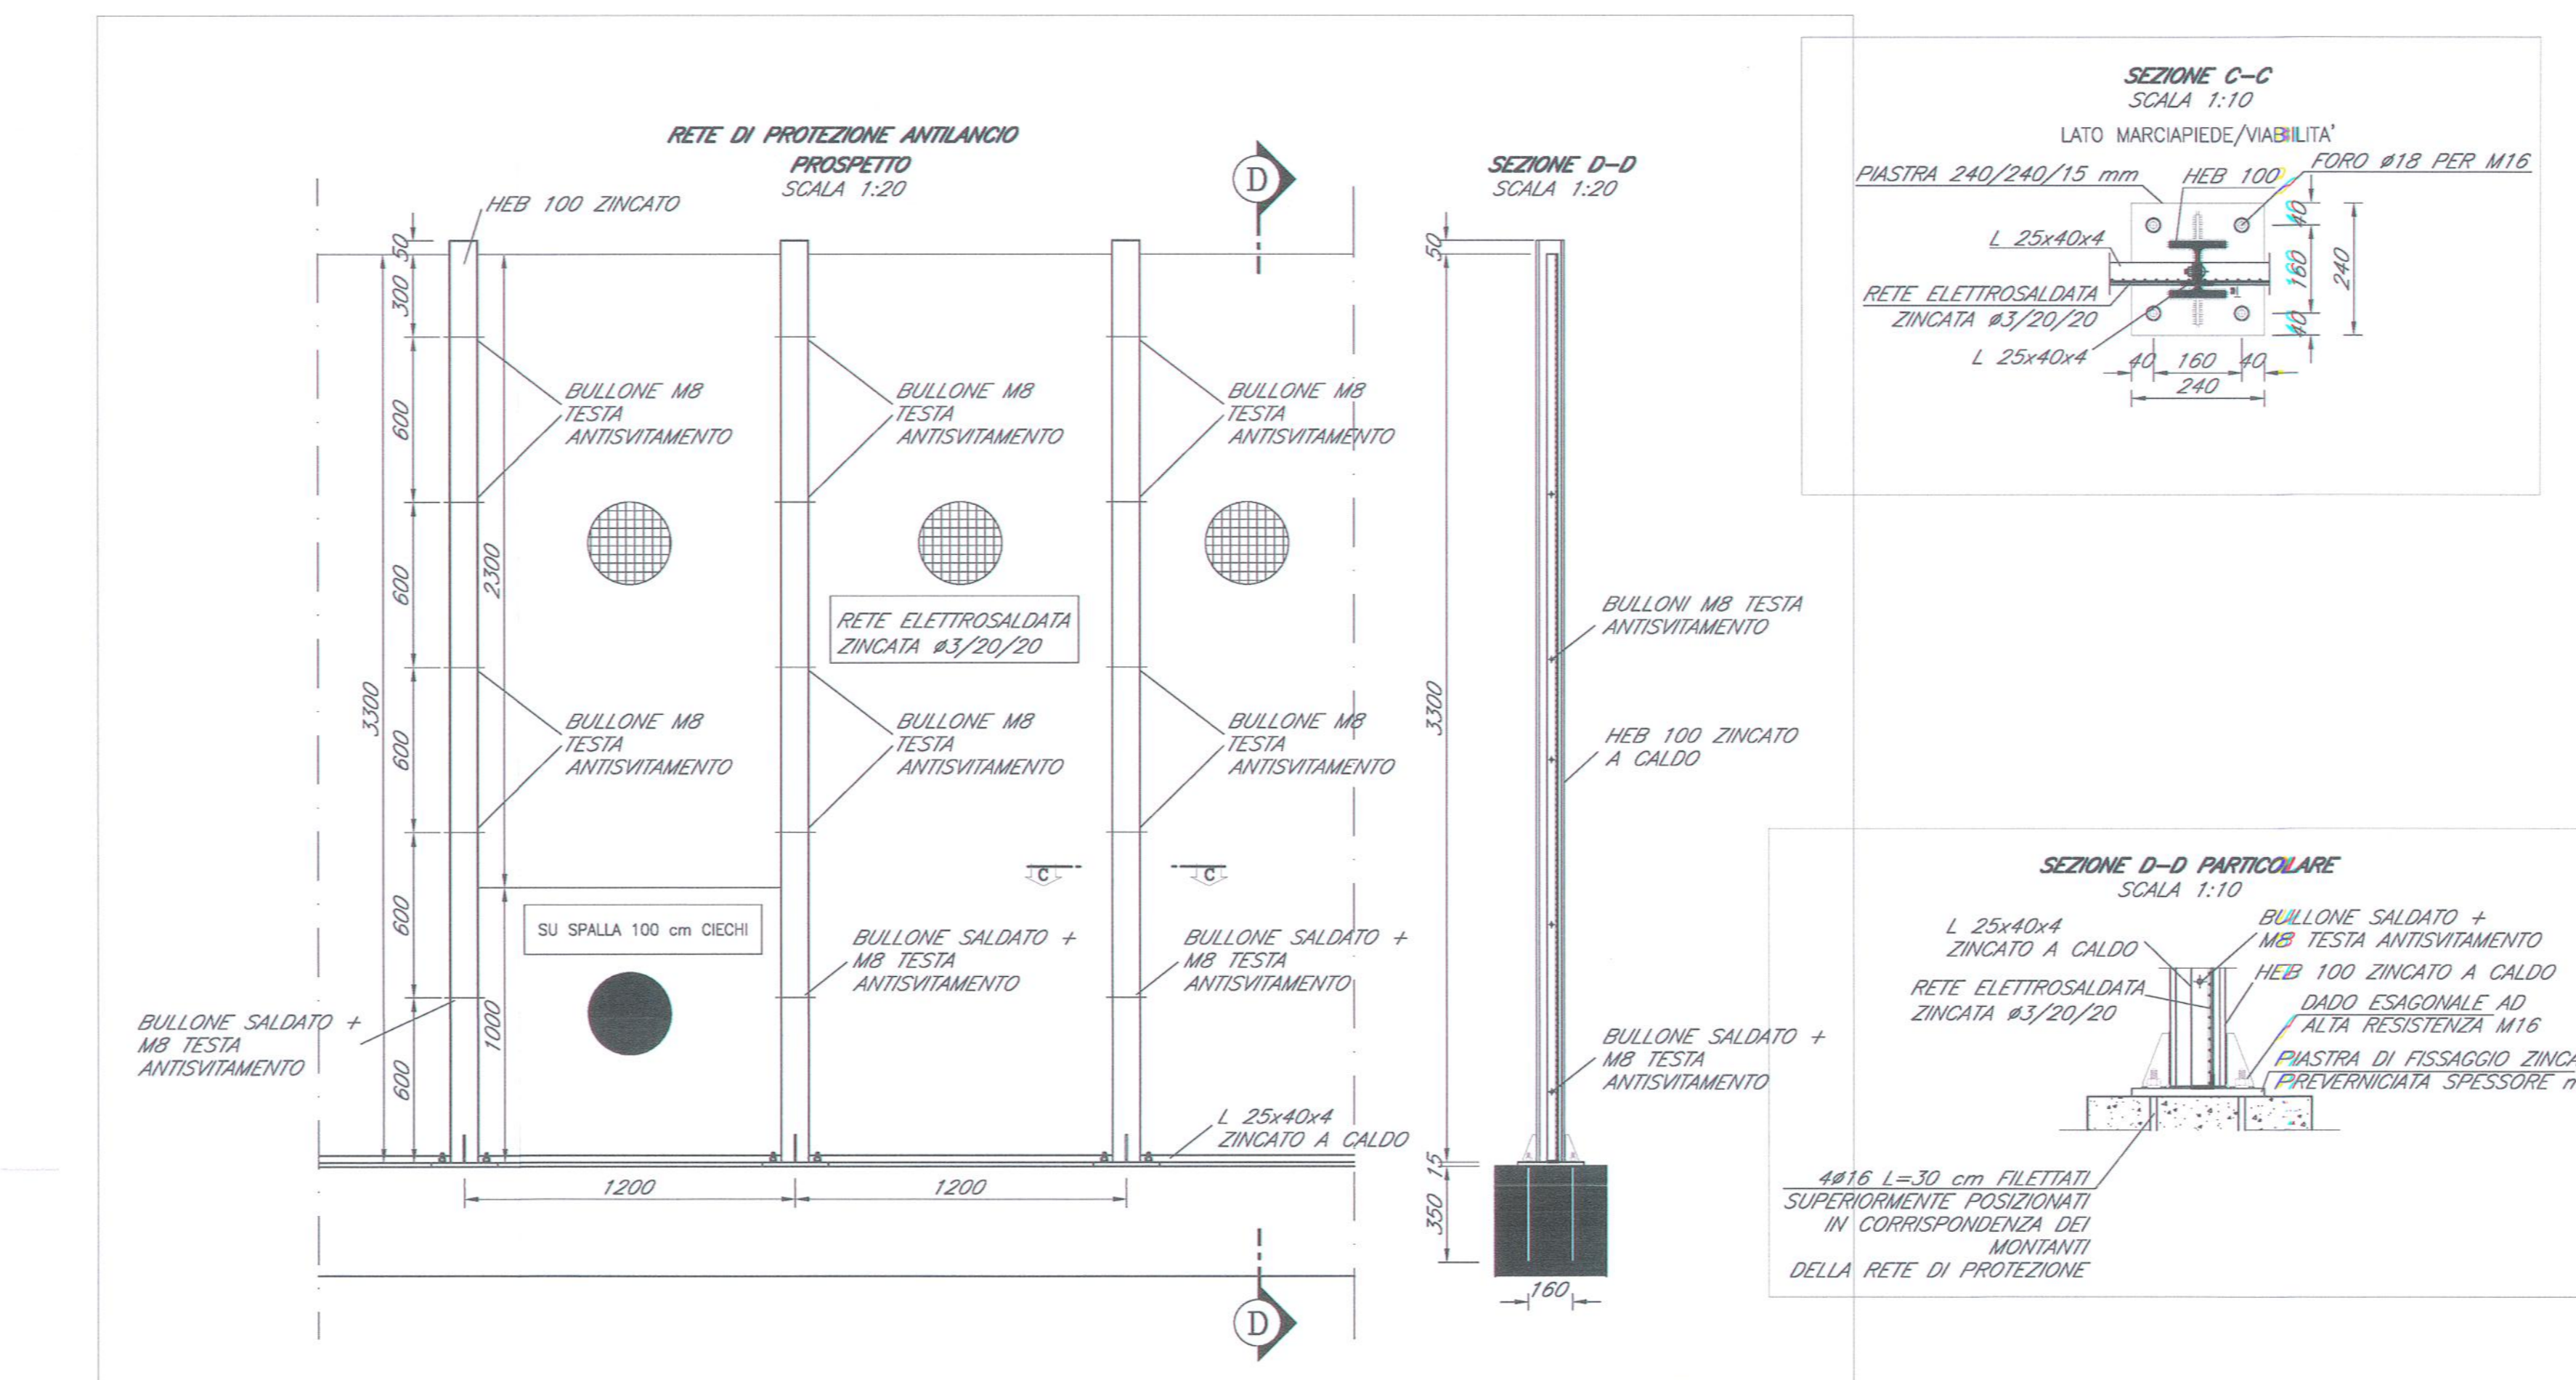 RETE DI PROTEZIONE ANTILANCIO
PROSPETTO
SCALA 1:20
HEB 100 ZINCATO
D
50
300
600
600
600
600
600
3300
2300
1000
BULLONE M8
TESTA
ANTISVITAMENTO
BULLONE M8
TESTA
ANTISVITAMENTO
BULLONE M8
TESTA
ANTISVITAMENTO
RETE ELETTROSALDATA
ZINCATA ø3/20/20
BULLONE M8
TESTA
ANTISVITAMENTO
BULLONE M8
TESTA
ANTISVITAMENTO
BULLONE M8
TESTA
ANTISVITAMENTO
C
C
SU SPALLA 100 cm CIECHI
BULLONE SALDATO +
M8 TESTA
ANTISVITAMENTO
BULLONE SALDATO +
M8 TESTA
ANTISVITAMENTO
BULLONE SALDATO +
M8 TESTA
ANTISVITAMENTO
L 25x40x4
ZINCATO A CALDO
1200
1200
D
SEZIONE D-D
SCALA 1:20
50
3300
15
350
160
BULLONI M8 TESTA
ANTISVITAMENTO
HEB 100 ZINCATO
A CALDO
BULLONE SALDATO +
M8 TESTA
ANTISVITAMENTO
SEZIONE C-C
SCALA 1:10
LATO MARCIAPIEDE/VIABILITA'
PIASTRA 240/240/15 mm
HEB 100
FORO ø18 PER M16
L 25x40x4
RETE ELETTROSALDATA
ZINCATA ø3/20/20
L 25x40x4
40
160
40
240
40
160
40
240
SEZIONE D-D PARTICOLARE
SCALA 1:10
L 25x40x4
ZINCATO A CALDO
RETE ELETTROSALDATA
ZINCATA ø3/20/20
BULLONE SALDATO +
M8 TESTA ANTISVITAMENTO
HEB 100 ZINCATO A CALDO
DADO ESAGONALE AD
ALTA RESISTENZA M16
PIASTRA DI FISSAGGIO
PREVERNICIATA SPESSORE
4ø16 L=30 cm FILETTATI
SUPERIORMENTE POSIZIONATI
IN CORRISPONDENZA DEI
MONTANTI
DELLA RETE DI PROTEZIONE